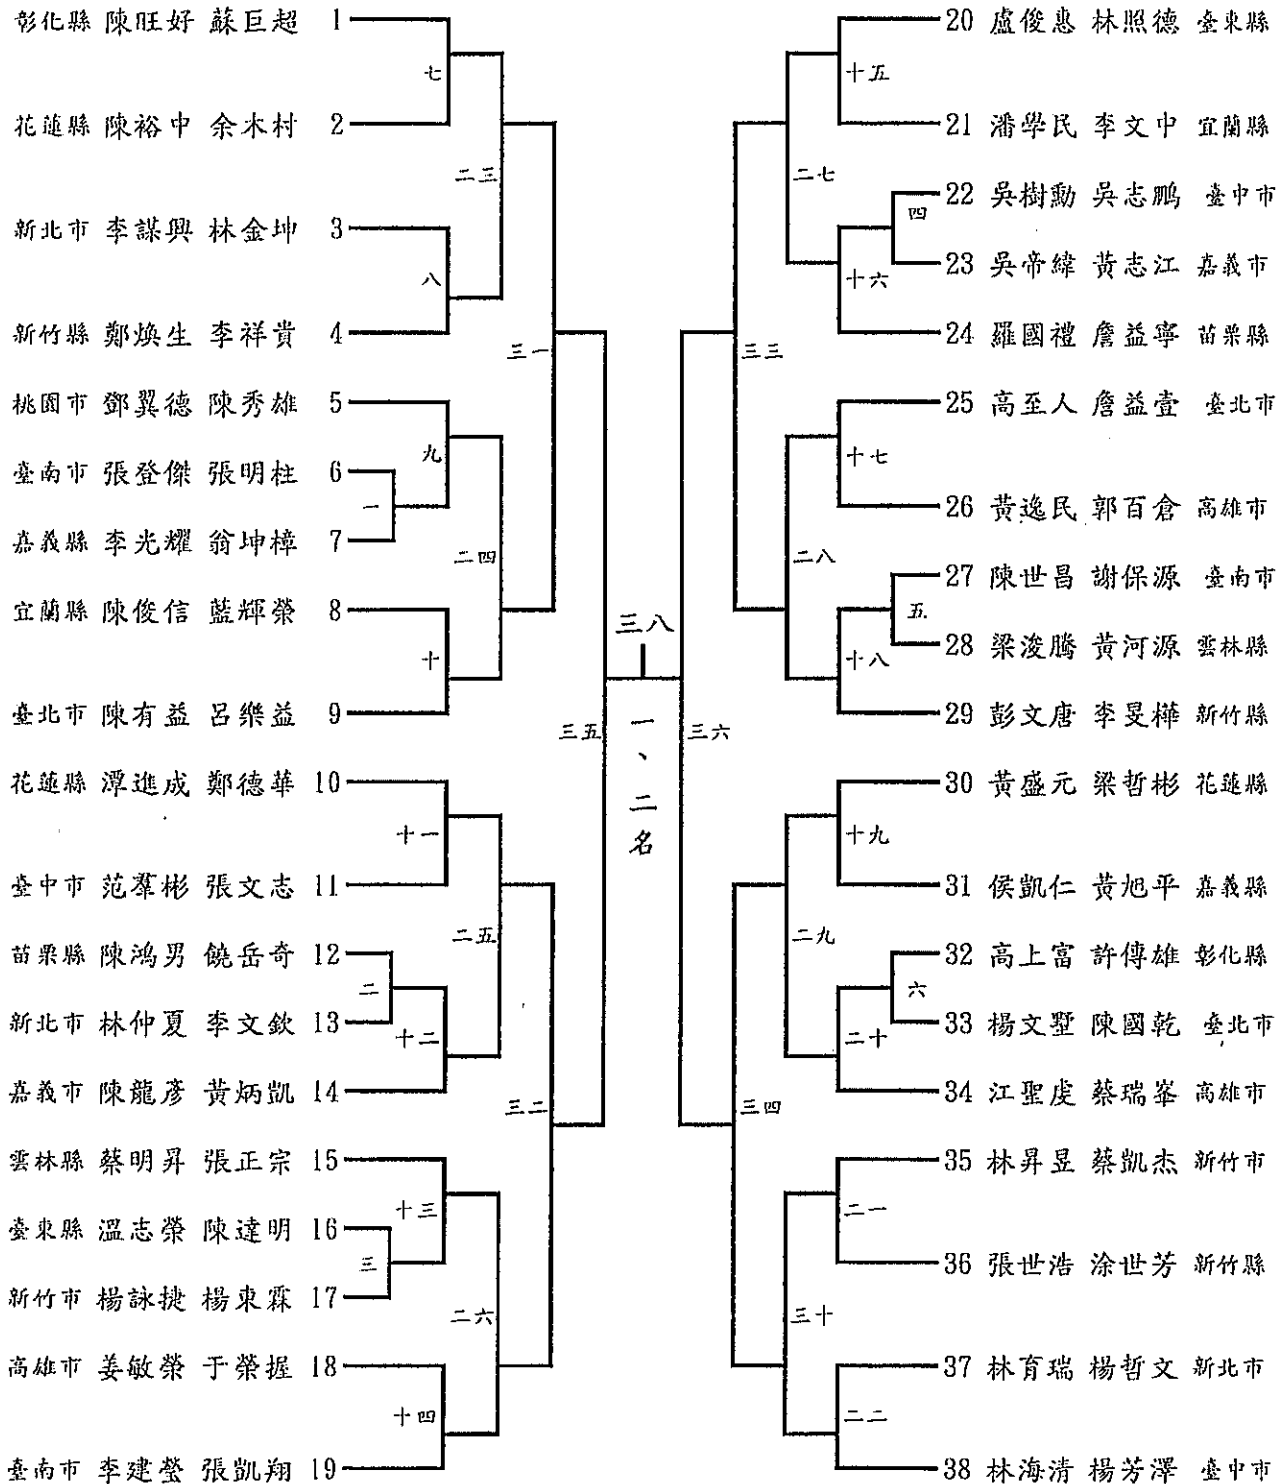 彰化縣 陳旺好 蘇巨超 1
七
花蓮縣 陳裕中 余木村 2
二三
新北市 李謀興 林金坤 3
八
新竹縣 鄭煥生 李祥貴 4
三一
桃園市 鄧翼德 陳秀雄 5
九
臺南市 張登傑 張明柱 6
一
嘉義縣 李光耀 翁坤樟 7
二四
宜蘭縣 陳俊信 藍輝榮 8
十
臺北市 陳有益 呂樂益 9
三五
花蓮縣 潭進成 鄭德華 10
十一
臺中市 范羣彬 張文志 11
二五
苗栗縣 陳鴻男 饒岳奇 12
二
新北市 林仲夏 李文欽 13
十二
嘉義市 陳龍彥 黃炳凱 14
三二
雲林縣 蔡明昇 張正宗 15
十三
臺東縣 溫志榮 陳達明 16
三
新竹市 楊詠捷 楊東霖 17
二六
高雄市 姜敏榮 于榮握 18
十四
臺南市 李建瑩 張凱翔 19
三八
一、二名
20 盧俊惠 林照德 臺東縣
十五
21 潘學民 李文中 宜蘭縣
二七
22 吳樹勳 吳志鵬 臺中市
四
23 吳帝緯 黃志江 嘉義市
十六
24 羅國禮 詹益寧 苗栗縣
三三
25 高至人 詹益壹 臺北市
十七
26 黃逸民 郭百倉 高雄市
二八
27 陳世昌 謝保源 臺南市
五
28 梁浚騰 黃河源 雲林縣
十八
29 彭文唐 李旻樺 新竹縣
三六
30 黃盛元 梁哲彬 花蓮縣
十九
31 侯凱仁 黃旭平 嘉義縣
二九
32 高上富 許傳雄 彰化縣
六
33 楊文墅 陳國乾 臺北市
二十
34 江聖虔 蔡瑞峯 高雄市
三四
35 林昇昱 蔡凱杰 新竹市
二一
36 張世浩 涂世芳 新竹縣
三十
37 林育瑞 楊哲文 新北市
二二
38 林海清 楊芳澤 臺中市